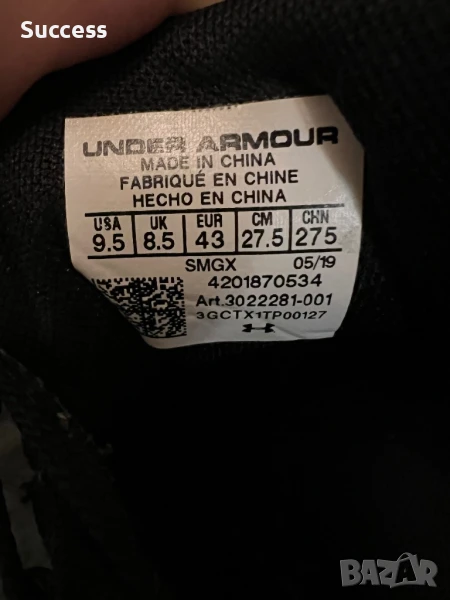 Success
UNDER ARMOUR
MADE IN CHINA
FABRIQUÉ EN CHINE
HECHO EN CHINA
USA UK EUR CM CHN
9.5 8.5 43 27.5 275
SMGX 05/19
4201870534
Art.3022281-001
3GCTX1TP00127
BAZAR